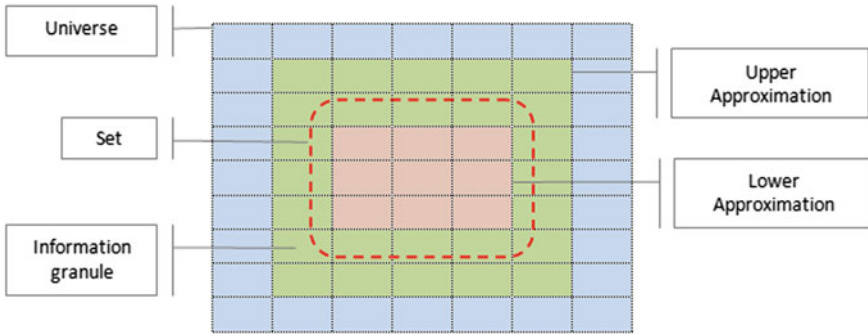 Universe
Upper
Approximation
Set
Lower
Approximation
Information
granule